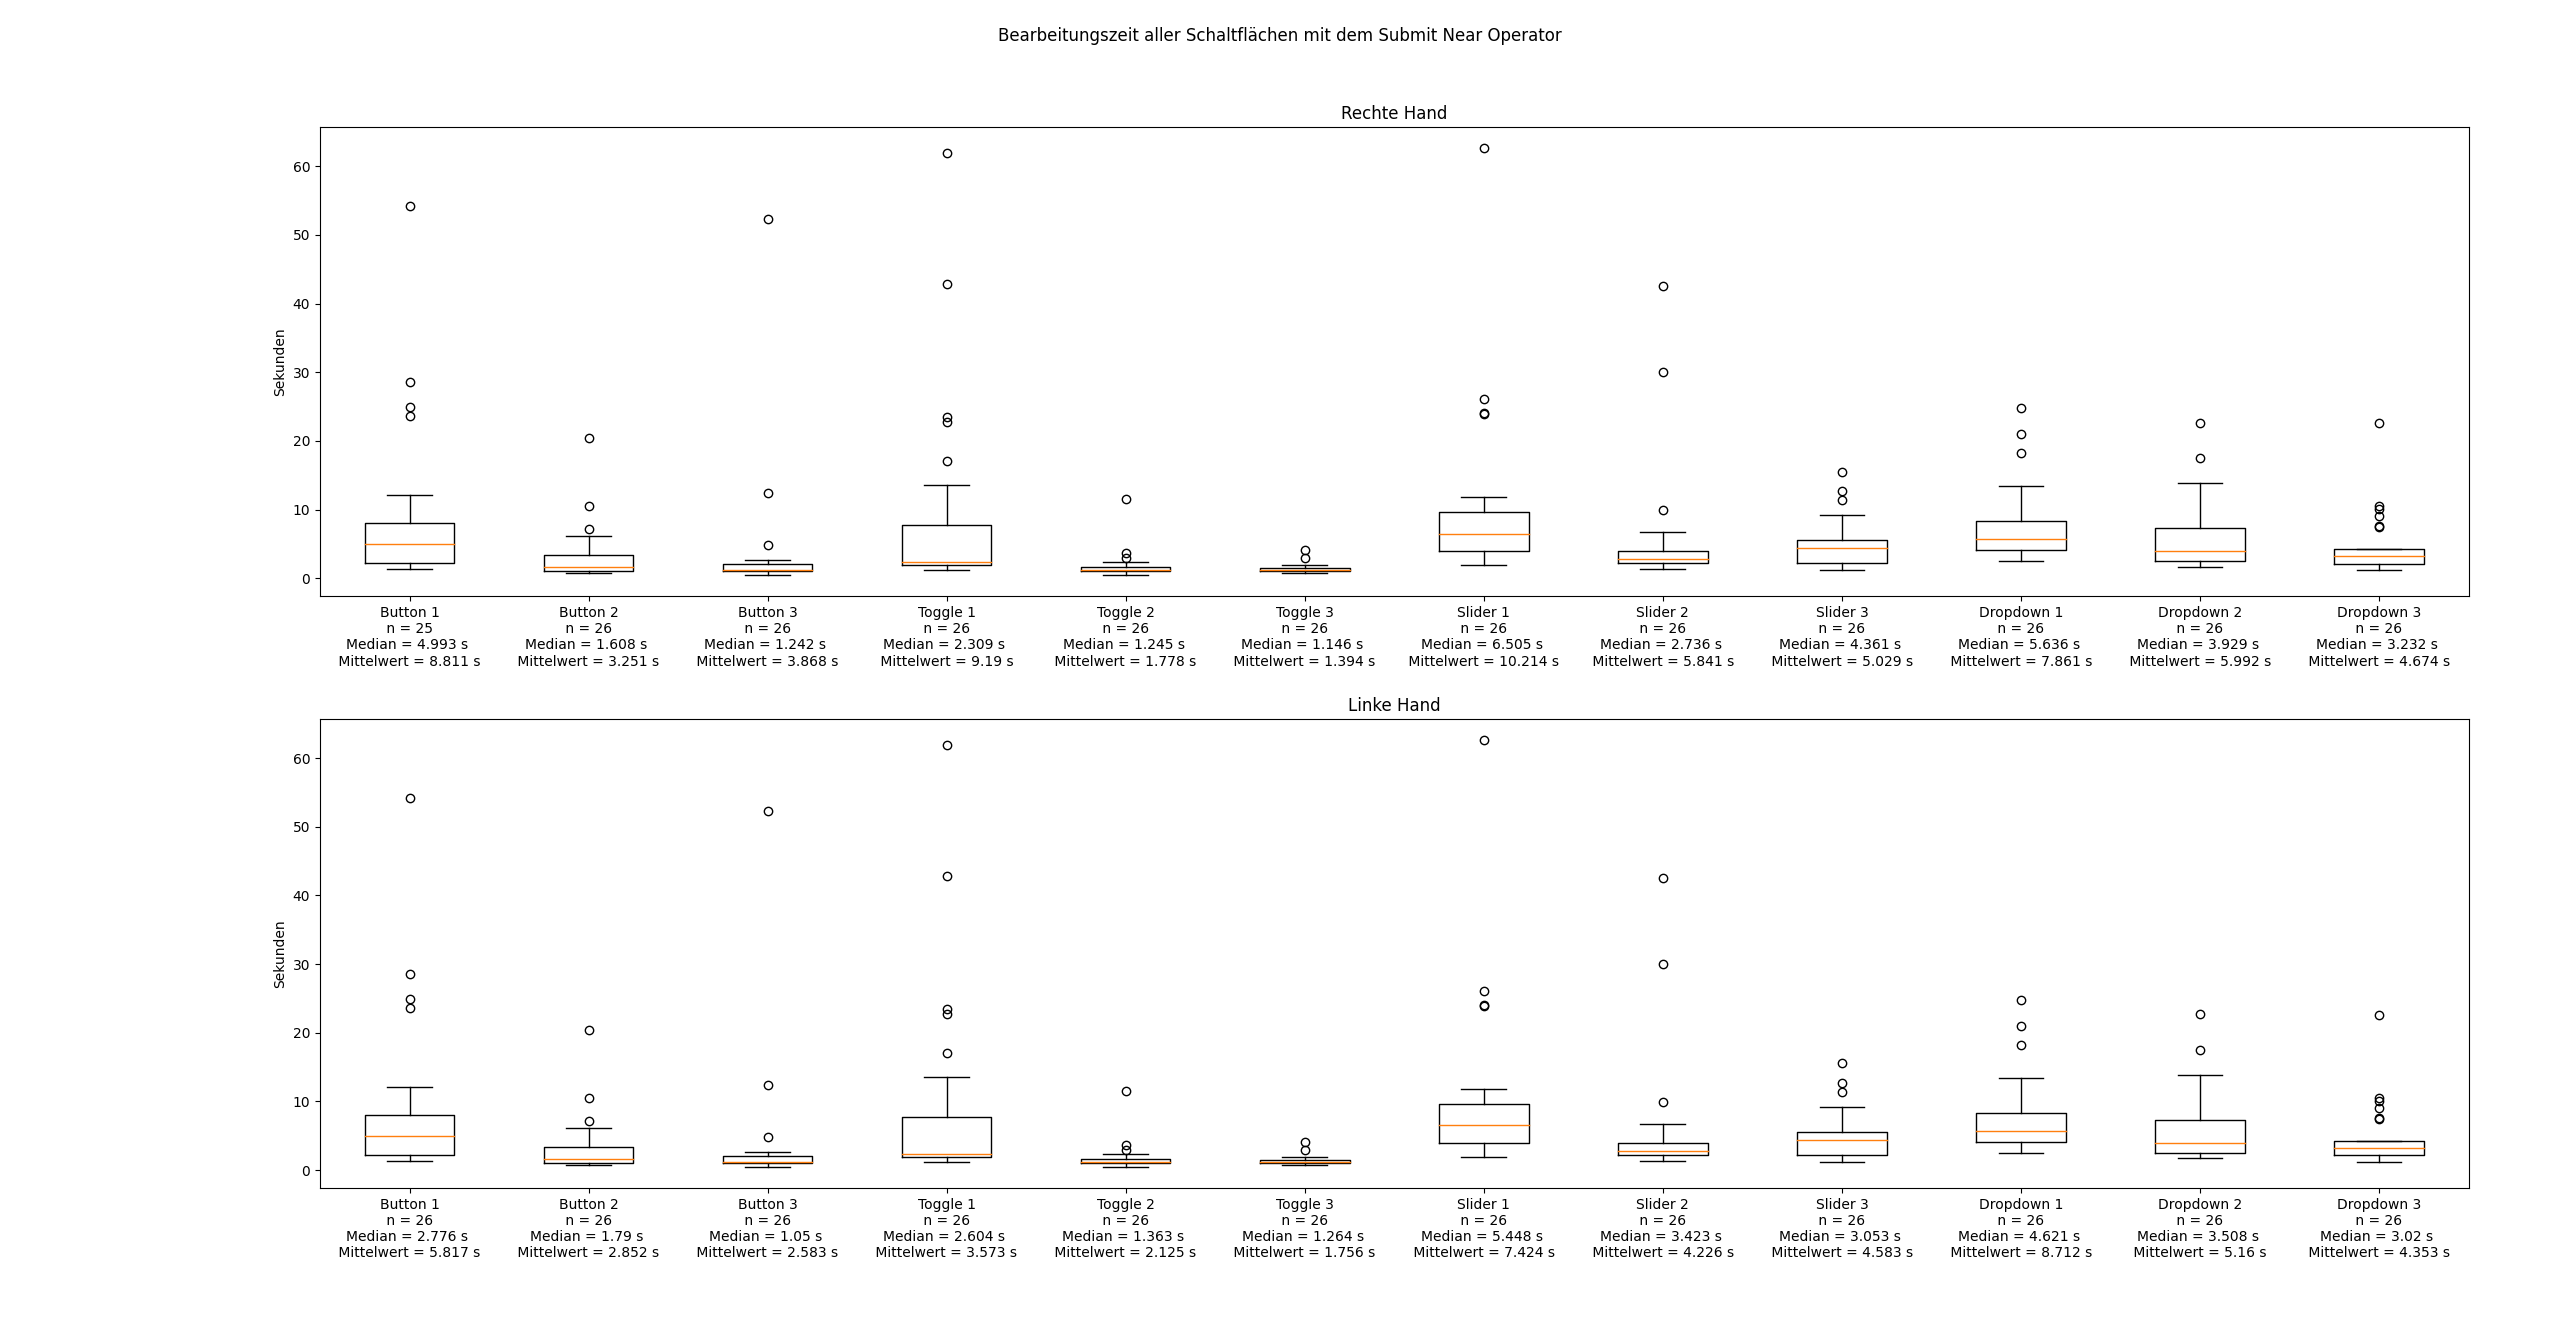 Bearbeitungszeit aller Schaltflächen mit dem Submit Near Operator
Rechte Hand
60
50
40
30
20
10
0
Sekunden
Button 1 Button 2 Button 3 Toggle 1 Toggle 2 Toggle 3 Slider 1 Slider 2 Slider 3 Dropdown 1 Dropdown 2 Dropdown 3
n = 25 n = 26 n = 26 n = 26 n = 26 n = 26 n = 26 n = 26 n = 26 n = 26 n = 26 n = 26
Median = 4.993 s Median = 1.608 s Median = 1.242 s Median = 2.309 s Median = 1.245 s Median = 1.146 s Median = 6.505 s Median = 2.736 s Median = 4.361 s Median = 5.636 s Median = 3.929 s Median = 3.232 s
Mittelwert = 8.811 s Mittelwert = 3.251 s Mittelwert = 3.868 s Mittelwert = 9.19 s Mittelwert = 1.778 s Mittelwert = 1.394 s Mittelwert = 10.214 s Mittelwert = 5.841 s Mittelwert = 5.029 s Mittelwert = 7.861 s Mittelwert = 5.992 s Mittelwert = 4.674 s
Linke Hand
60
50
40
30
20
10
0
Sekunden
Button 1 Button 2 Button 3 Toggle 1 Toggle 2 Toggle 3 Slider 1 Slider 2 Slider 3 Dropdown 1 Dropdown 2 Dropdown 3
n = 26 n = 26 n = 26 n = 26 n = 26 n = 26 n = 26 n = 26 n = 26 n = 26 n = 26 n = 26
Median = 2.776 s Median = 1.79 s Median = 1.05 s Median = 2.604 s Median = 1.363 s Median = 1.264 s Median = 5.448 s Median = 3.423 s Median = 3.053 s Median = 4.621 s Median = 3.508 s Median = 3.02 s
Mittelwert = 5.817 s Mittelwert = 2.852 s Mittelwert = 2.583 s Mittelwert = 3.573 s Mittelwert = 2.125 s Mittelwert = 1.756 s Mittelwert = 7.424 s Mittelwert = 4.226 s Mittelwert = 4.583 s Mittelwert = 8.712 s Mittelwert = 5.16 s Mittelwert = 4.353 s